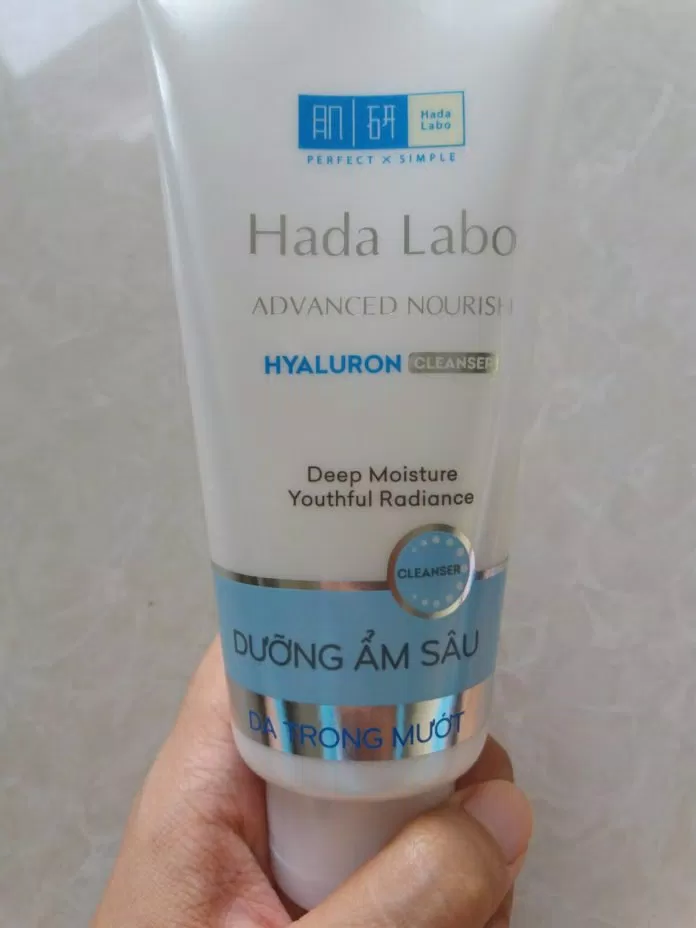 肌研 Hada Labo
PERFECT × SIMPLE
Hada Labo
ADVANCED NOURISH
HYALURON CLEANSER
Deep Moisture
Youthful Radiance
CLEANSER
DƯỠNG ẨM SÂU
DA TRONG MƯỚT